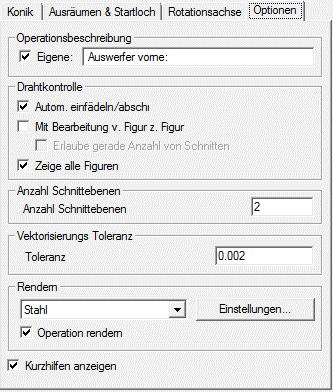 Konik Ausräumen & Startloch Rotationsachse Optionen
Operationsbeschreibung
Eigene: Auswerfer vorne:
Drahtkontrolle
Autom. einfädeln/abschı
Mit Bearbeitung v. Figur z. Figur
Erlaube gerade Anzahl von Schnitten
Zeige alle Figuren
Anzahl Schnittebenen
Anzahl Schnittebenen 2
Vektorisierungs Toleranz
Toleranz 0.002
Rendern
Stahl Einstellungen...
Operation rendern
Kurzhilfen anzeigen